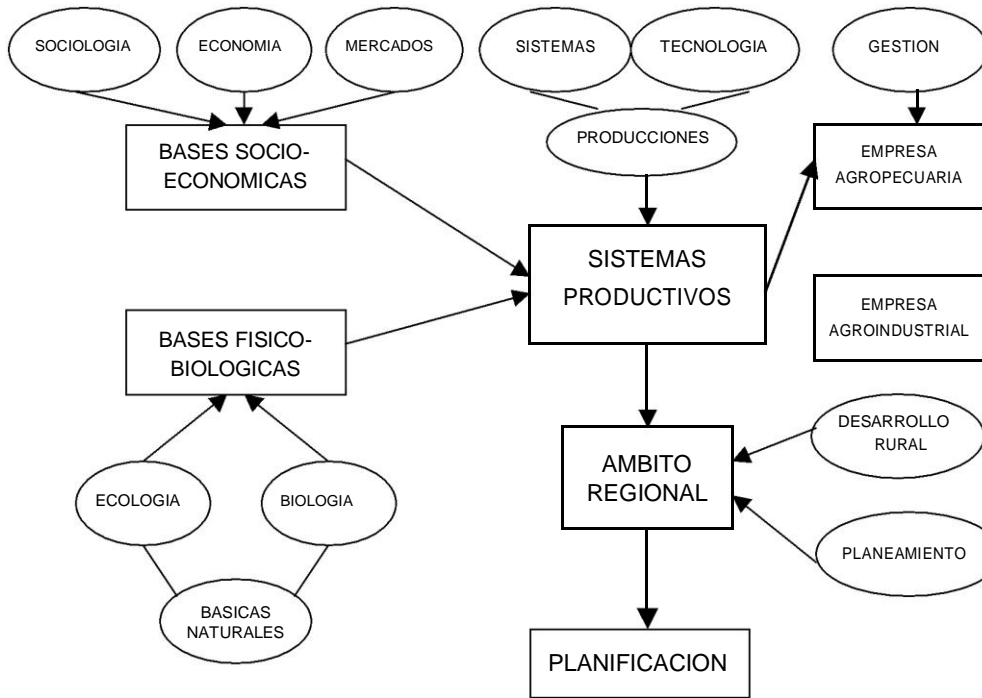 SOCIOLOGIA
ECONOMIA
MERCADOS
SISTEMAS
TECNOLOGIA
GESTION
PRODUCCIONES
BASES SOCIO-
ECONOMICAS
EMPRESA
AGROPECUARIA
SISTEMAS
PRODUCTIVOS
EMPRESA
AGROINDUSTRIAL
BASES FISICO-
BIOLOGICAS
DESARROLLO
RURAL
AMBITO
REGIONAL
ECOLOGIA
BIOLOGIA
PLANEAMIENTO
BASICAS
NATURALES
PLANIFICACION